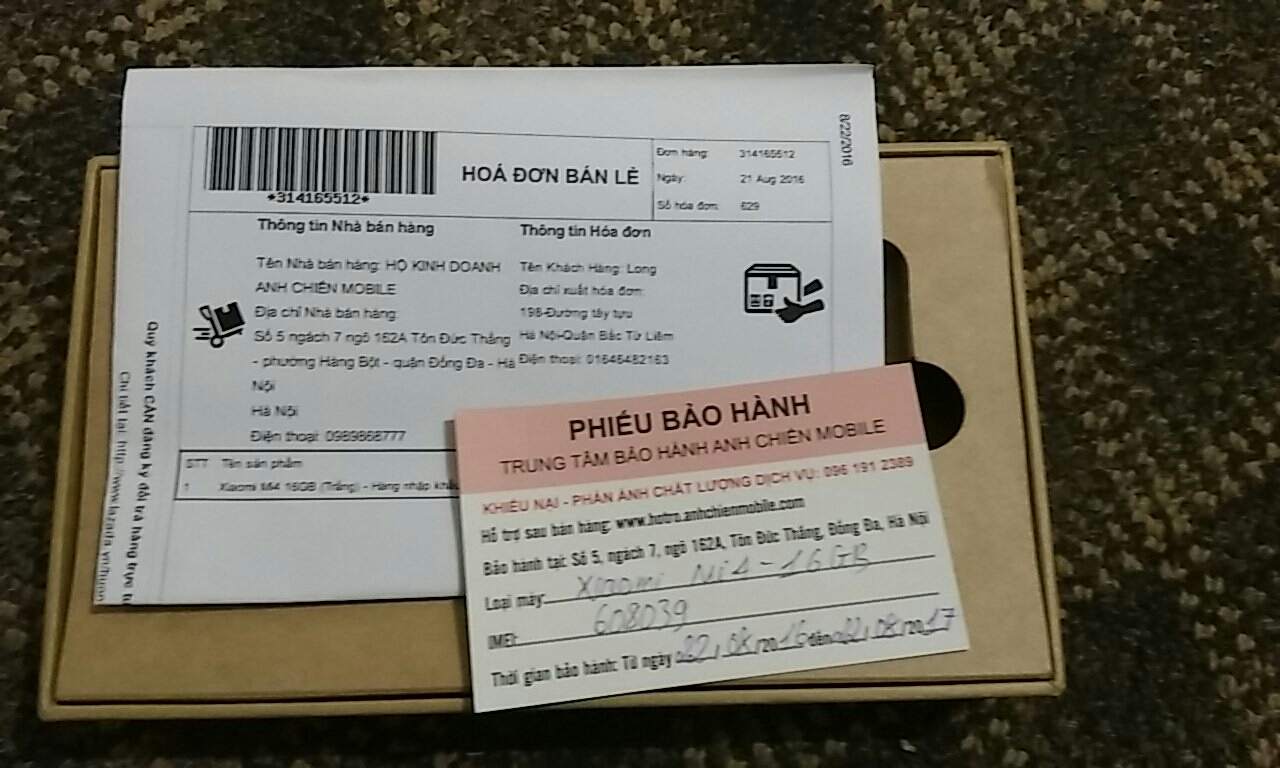 *314165512*
HOÁ ĐƠN BÁN LẺ
Đơn hàng: 314165512
Ngày: 21 Aug 2016
Số hóa đơn: 629
8/22/2016
Thông tin Nhà bán hàng
Tên Nhà bán hàng: HỘ KINH DOANH
ANH CHIẾN MOBILE
Địa chỉ Nhà bán hàng:
Số 5 ngách 7 ngõ 162A Tôn Đức Thắng
- phường Hàng Bột - quận Đống Đa - Hà
Nội
Hà Nội
Điện thoại: 0989868777
Thông tin Hóa đơn
Tên Khách Hàng: Long
Địa chỉ xuất hóa đơn:
198-Đường tây tựu
Hà Nội-Quận Bắc Từ Liêm
Điện thoại: 01646482163
STT Tên sản phẩm
1 Xiaomi Mi4 16GB (Trắng) - Hàng nhập
Quý khách CẦN đăng ký đổi trả hàng trực
Chi tiết tại: http://www.lazada.vn/huon
PHIẾU BẢO HÀNH
TRUNG TÂM BẢO HÀNH ANH CHIẾN MOBILE
KHIẾU NẠI - PHẢN ÁNH CHẤT LƯỢNG DỊCH VỤ: 096 191 2389
Hỗ trợ sau bán hàng: www.hotro.anhchienmobile.com
Bảo hành tại: Số 5, ngách 7, ngõ 162A, Tôn Đức Thắng, Đống Đa, Hà Nội
Loại máy: Xiaomi Mi4 - 16GB
IMEI: 608039
Thời gian bảo hành: Từ ngày 22/08/2016 đến 22/08/2017